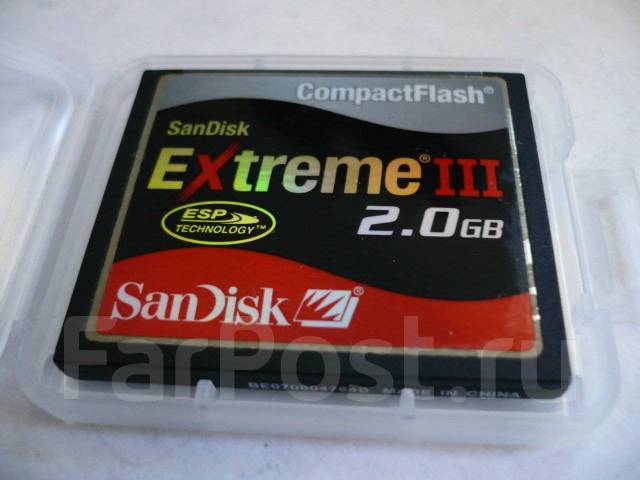 CompactFlash®
SanDisk
Extreme® III
ESP
TECHNOLOGY™
2.0GB
SanDisk®
MADE IN CHINA
FarPost.ru